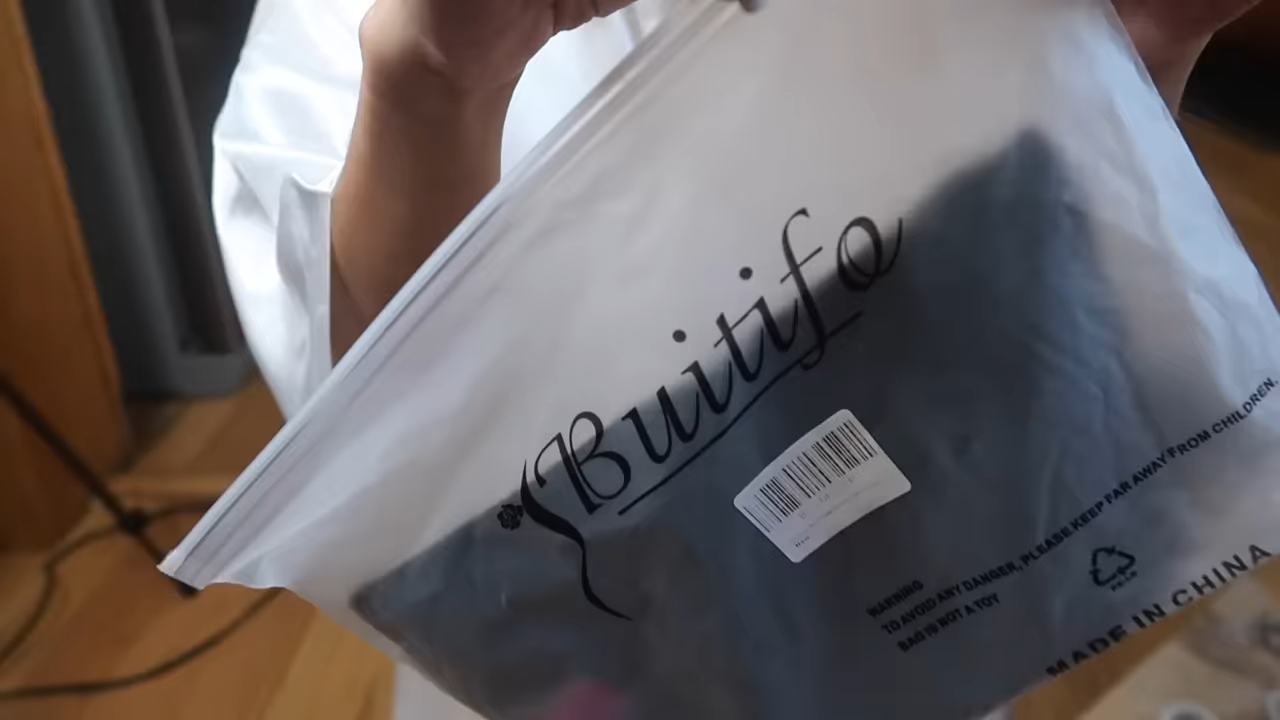 Buitifo
WARNING
TO AVOID ANY DANGER, PLEASE KEEP FAR AWAY FROM CHILDREN.
BAG IS NOT A TOY
MADE IN CHINA